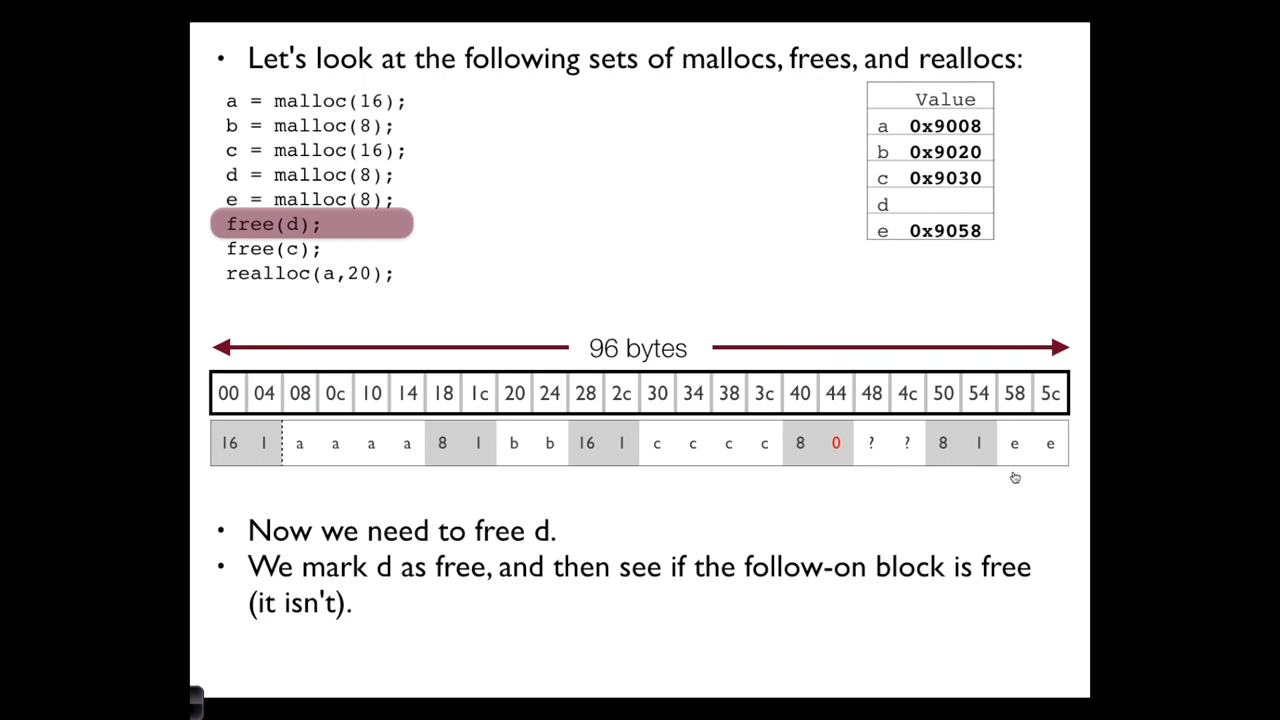 • Let's look at the following sets of mallocs, frees, and reallocs:
a = malloc(16);
b = malloc(8);
c = malloc(16);
d = malloc(8);
e = malloc(8);
free(d);
free(c);
realloc(a,20);
Value
a 0x9008
b 0x9020
c 0x9030
d
e 0x9058
96 bytes
00 04 08 0c 10 14 18 1c 20 24 28 2c 30 34 38 3c 40 44 48 4c 50 54 58 5c
16 1 a a a a 8 1 b b 16 1 c c c c 8 0 ? ? 8 1 e e
• Now we need to free d.
• We mark d as free, and then see if the follow-on block is free
(it isn't).